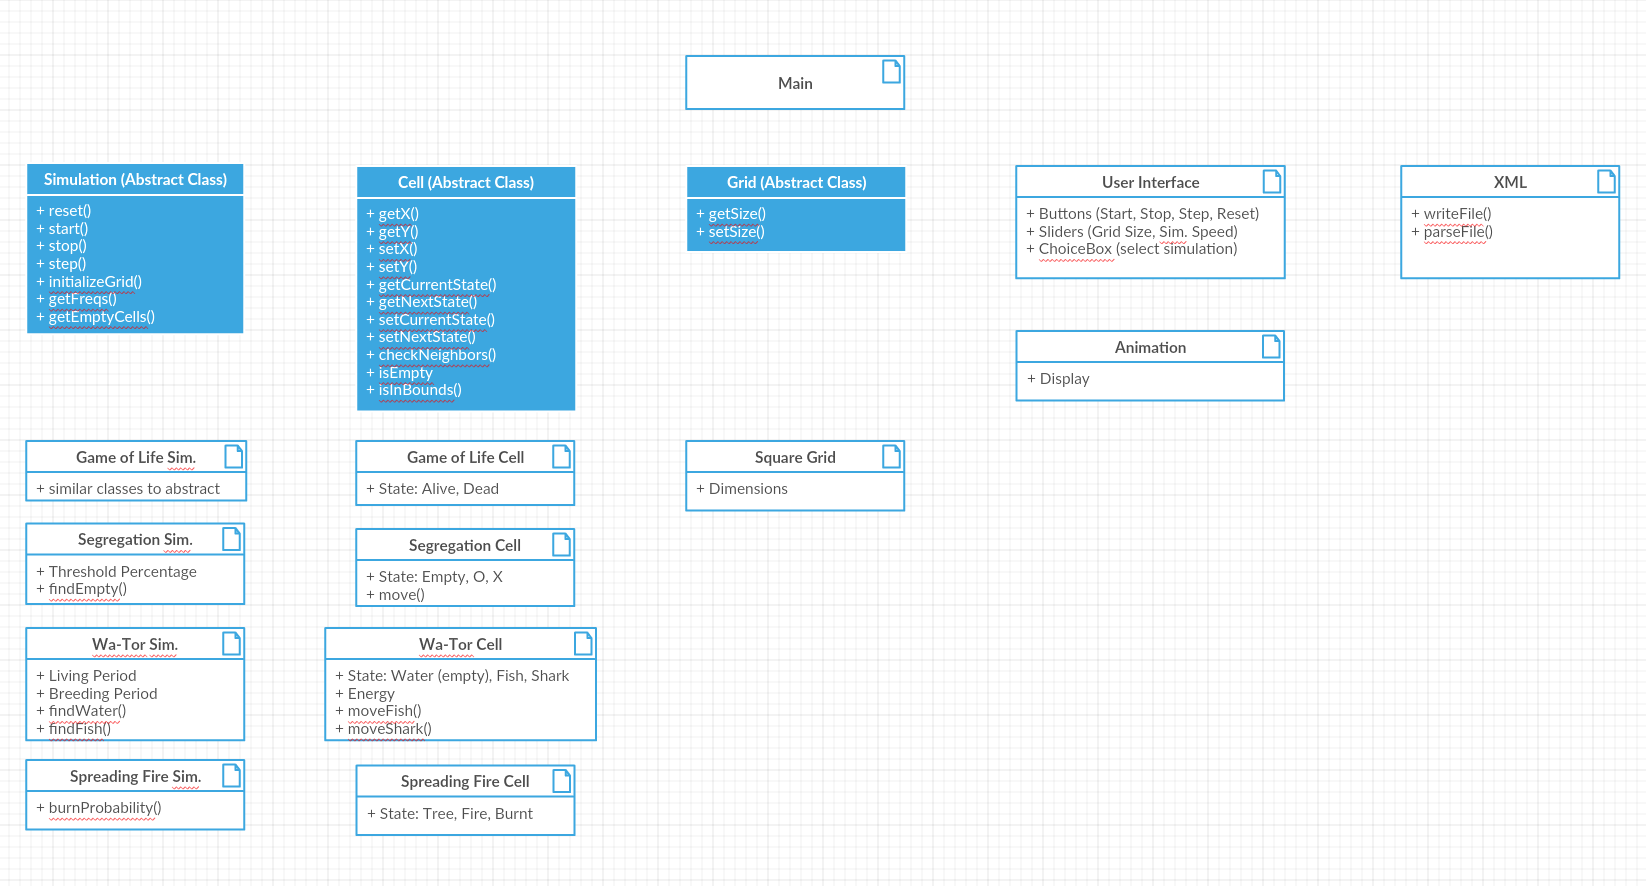 Main
Simulation (Abstract Class)
+ reset()
+ start()
+ stop()
+ step()
+ initializeGrid()
+ getFreqs()
+ getEmptyCells()
Cell (Abstract Class)
+ getX()
+ getY()
+ setX()
+ setY()
+ getCurrentState()
+ getNextState()
+ setCurrentState()
+ setNextState()
+ checkNeighbors()
+ isEmpty
+ isInBounds()
Grid (Abstract Class)
+ getSize()
+ setSize()
User Interface
+ Buttons (Start, Stop, Step, Reset)
+ Sliders (Grid Size, Sim. Speed)
+ ChoiceBox (select simulation)
XML
+ writeFile()
+ parseFile()
Animation
+ Display
Game of Life Sim.
+ similar classes to abstract
Game of Life Cell
+ State: Alive, Dead
Square Grid
+ Dimensions
Segregation Sim.
+ Threshold Percentage
+ findEmpty()
Segregation Cell
+ State: Empty, O, X
+ move()
Wa-Tor Sim.
+ Living Period
+ Breeding Period
+ findWater()
+ findFish()
Wa-Tor Cell
+ State: Water (empty), Fish, Shark
+ Energy
+ moveFish()
+ moveShark()
Spreading Fire Sim.
+ burnProbability()
Spreading Fire Cell
+ State: Tree, Fire, Burnt